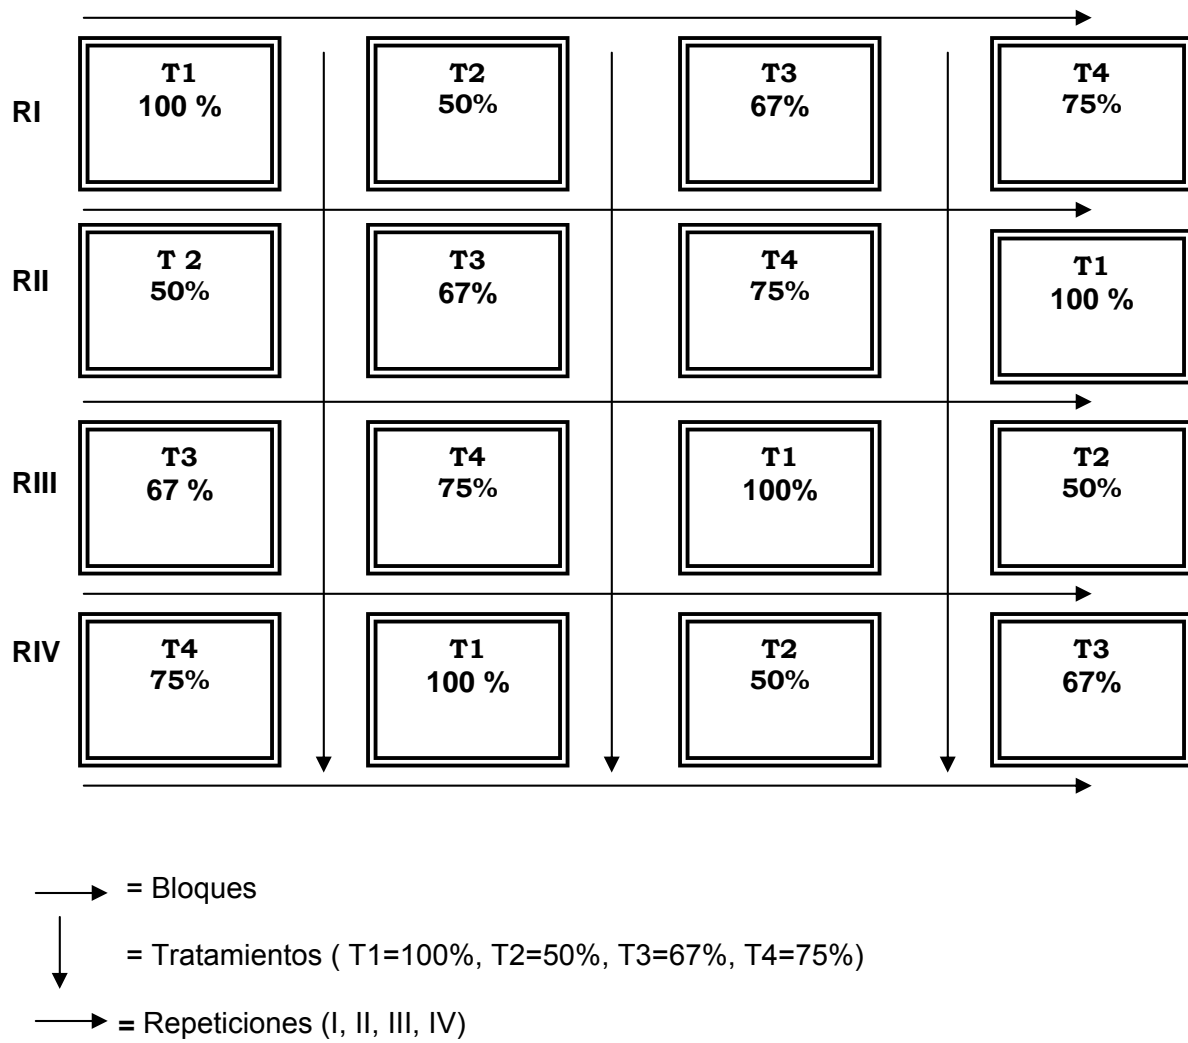 T1 T2 T3 T4
RI 100 % 50% 67% 75%
T 2 T3 T4 T1
RII 50% 67% 75% 100 %
T3 T4 T1 T2
RIII 67 % 75% 100% 50%
T4 T1 T2 T3
RIV 75% 100 % 50% 67%
= Bloques
= Tratamientos ( T1=100%, T2=50%, T3=67%, T4=75%)
= Repeticiones (I, II, III, IV)